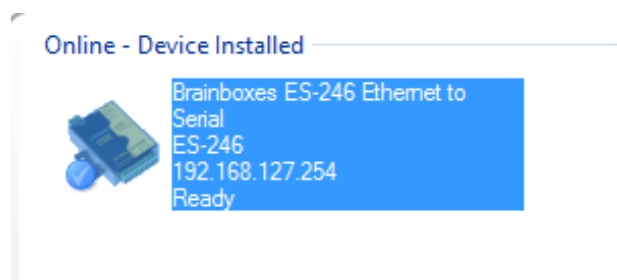 Online - Device Installed
Brainboxes ES-246 Ethernet to
Serial
ES-246
192.168.127.254
Ready